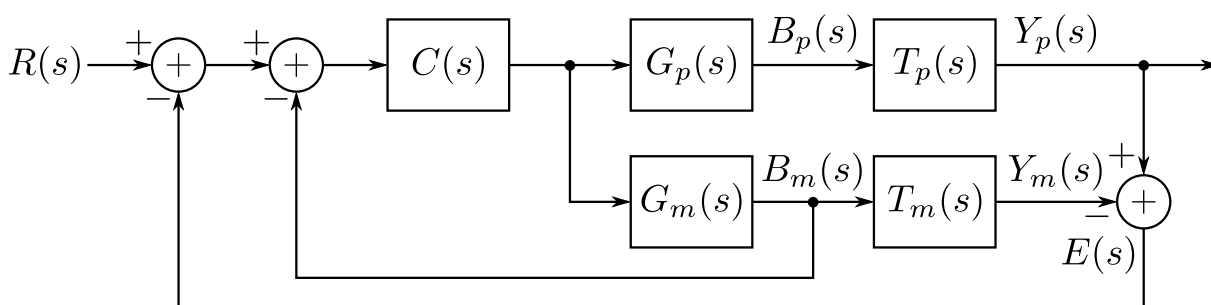 + + B_p(s) Y_p(s)
R(s) + + C(s) G_p(s) T_p(s)
− −
B_m(s) Y_m(s) +
G_m(s) T_m(s) − +
E(s)